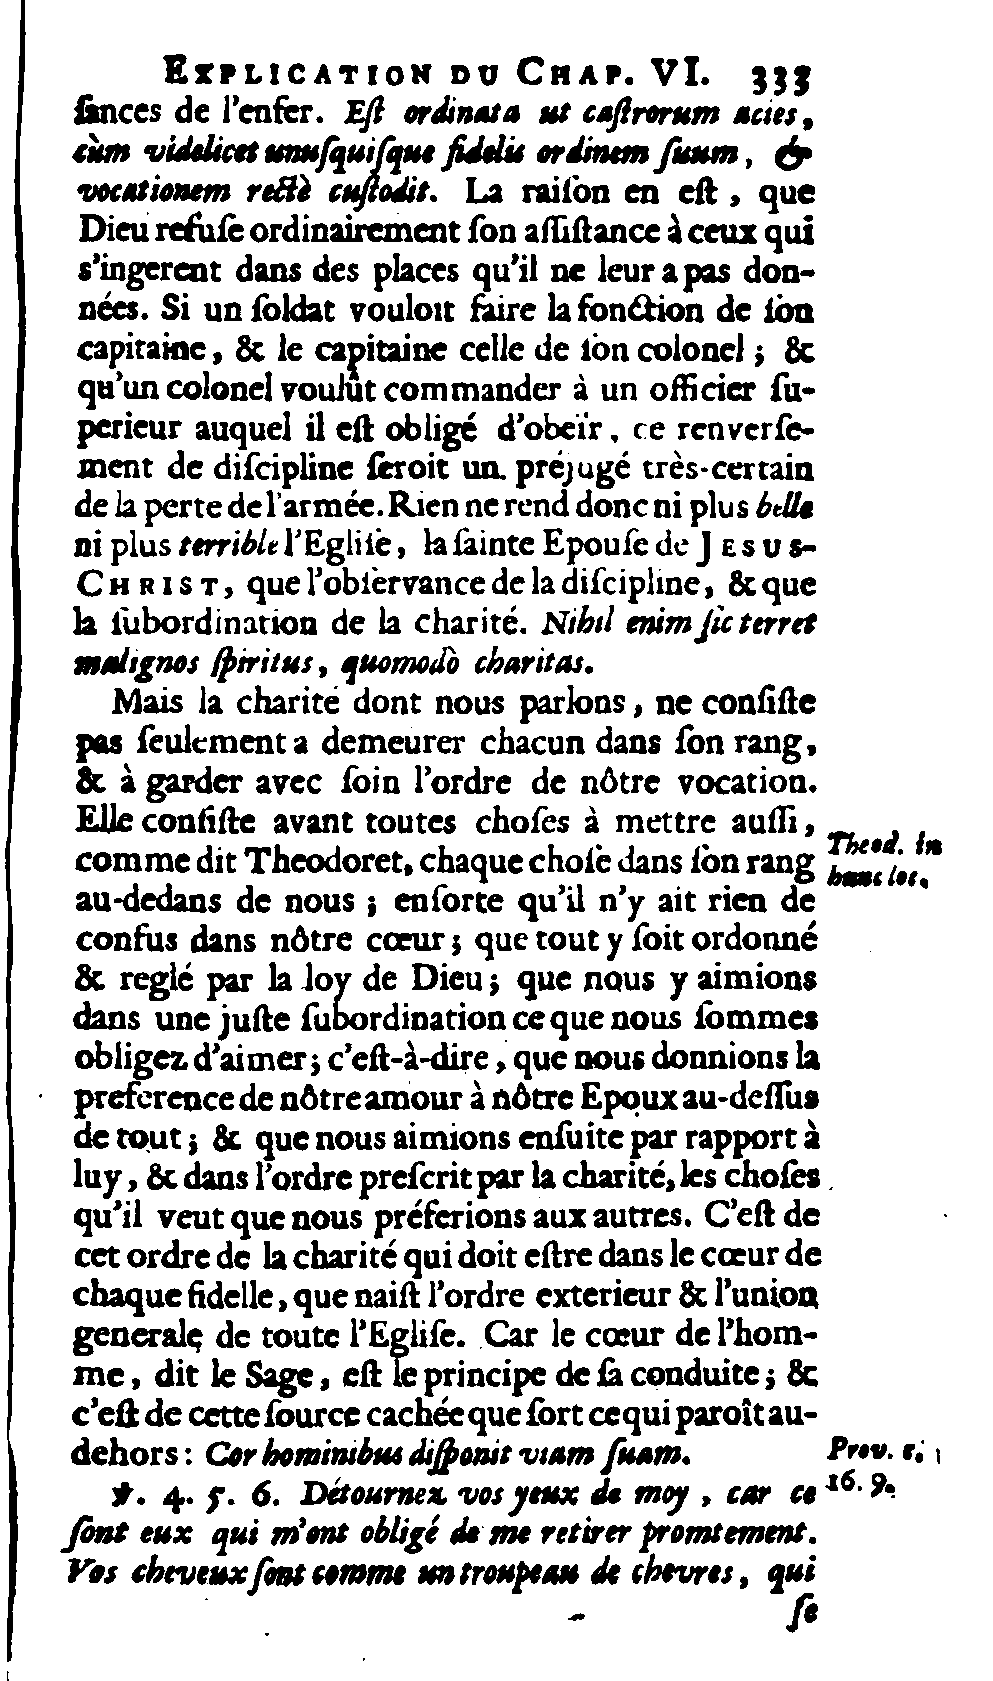 EXPLICATION DU CHAP. VI. 333
ſances de l'enfer. Eſt ordinata ut caſtrorum acies,
cùm videlicet unuſquiſque fidelis ordinem ſuum, &
vocationem rectè cuſtodit. La raiſon en eſt, que
Dieu refuſe ordinairement ſon aſſiſtance à ceux qui
s'ingerent dans des places qu'il ne leur a pas don-
nées. Si un ſoldat vouloit faire la fonction de ſon
capitaine, & le capitaine celle de ſon colonel; &
qu'un colonel voulût commander à un officier ſu-
perieur auquel il eſt obligé d'obeïr, ce renverſe-
ment de diſcipline ſeroit un préjugé très-certain
de la perte de l'armée. Rien ne rend donc ni plus belle
ni plus terrible l'Egliſe, la ſainte Epouſe de JESUS-
CHRIST, que l'obſervance de la diſcipline, & que
la ſubordination de la charité. Nihil enim ſic terret
malignos ſpiritus, quomodò charitas.
Mais la charité dont nous parlons, ne conſiſte
pas ſeulement a demeurer chacun dans ſon rang,
& à garder avec ſoin l'ordre de nôtre vocation.
Elle conſiſte avant toutes choſes à mettre auſſi,
comme dit Theodoret, chaque choſe dans ſon rang
Theod. in
hunc loc.
au-dedans de nous; enſorte qu'il n'y ait rien de
confus dans nôtre cœur; que tout y ſoit ordonné
& reglé par la loy de Dieu; que nous y aimions
dans une juſte ſubordination ce que nous ſommes
obligez d'aimer; c'eſt-à-dire, que nous donnions la
preference de nôtre amour à nôtre Epoux au-deſſus
de tout; & que nous aimions enſuite par rapport à
luy, & dans l'ordre preſcrit par la charité, les choſes
qu'il veut que nous préferions aux autres. C'eſt de
cet ordre de la charité qui doit eſtre dans le cœur de
chaque fidelle, que naiſt l'ordre exterieur & l'union
generale de toute l'Egliſe. Car le cœur de l'hom-
me, dit le Sage, eſt le principe de ſa conduite; &
c'eſt de cette ſource cachée que ſort ce qui paroît au-
dehors: Cor hominibus diſponit viam ſuam.
Prov. c.
16. 9.
℣. 4. 5. 6. Détournez vos yeux de moy, car ce
ſont eux qui m'ont obligé de me retirer promtement.
Vos cheveux ſont comme un troupeau de chevres, qui
ſe